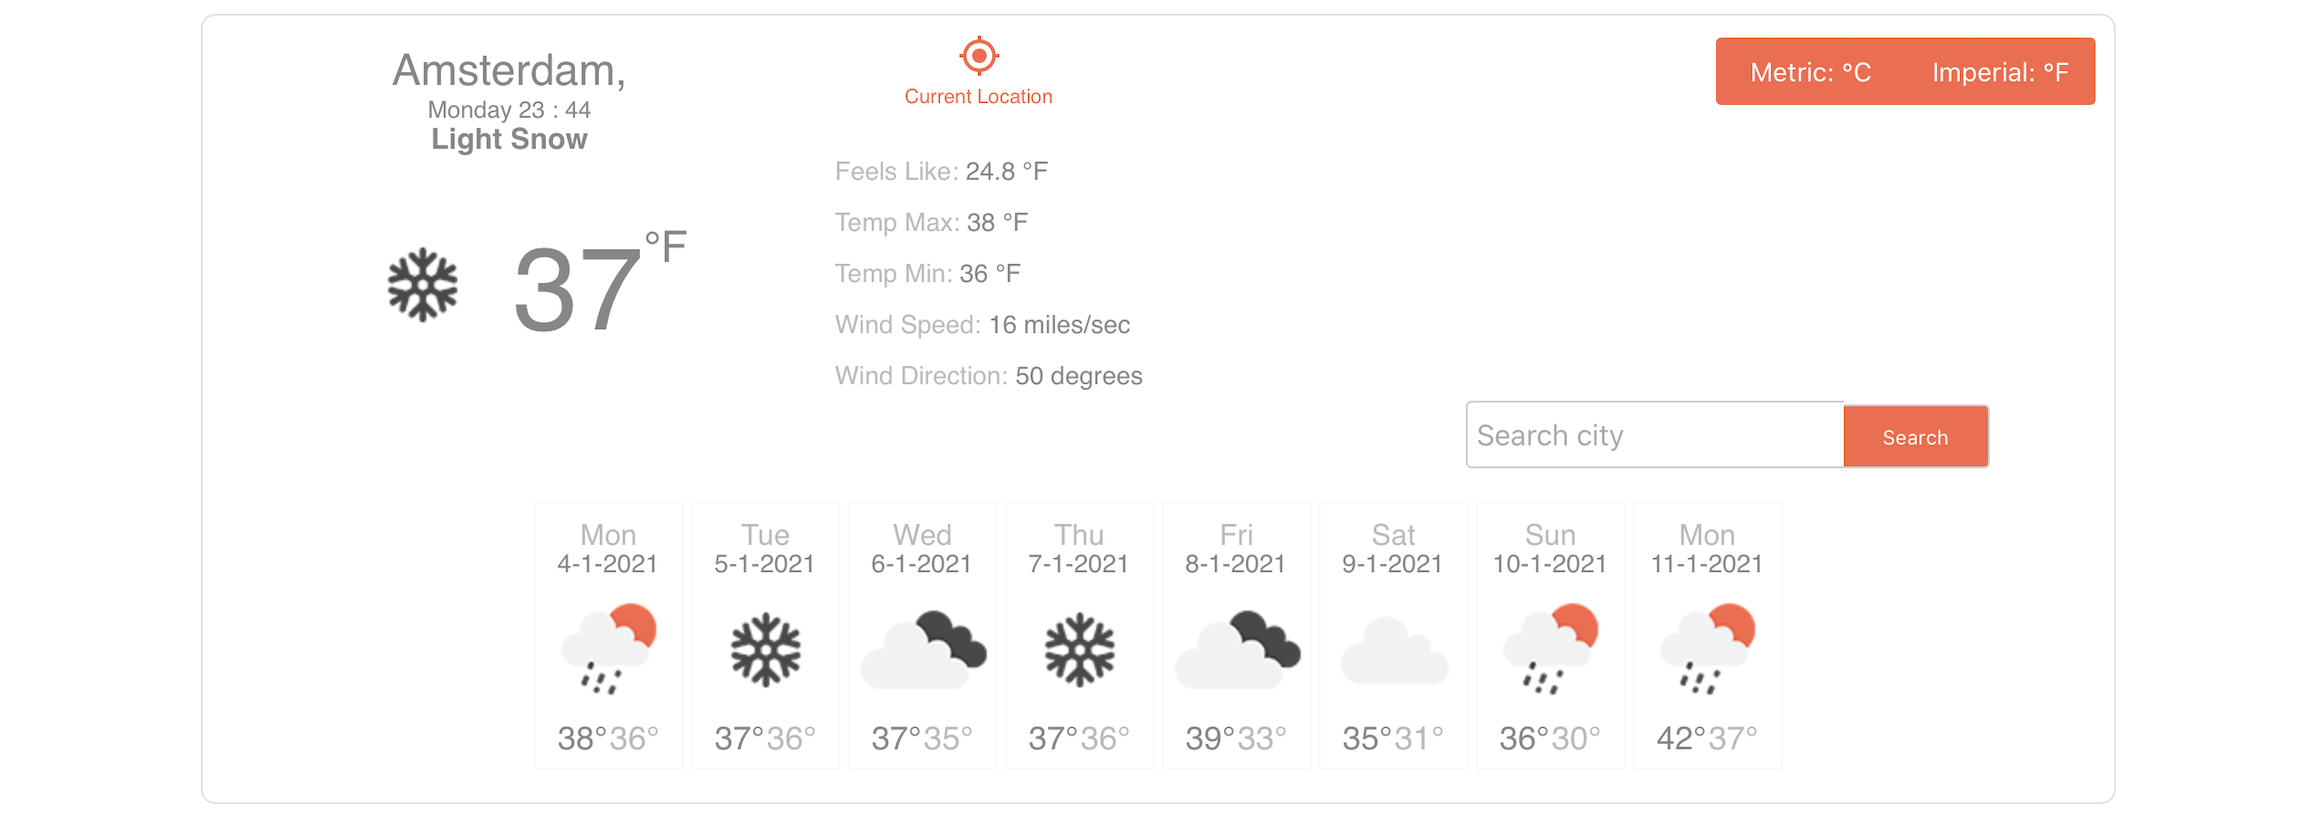 Amsterdam,
Monday 23 : 44
Light Snow
37 °F
Current Location
Feels Like: 24.8 °F
Temp Max: 38 °F
Temp Min: 36 °F
Wind Speed: 16 miles/sec
Wind Direction: 50 degrees
Metric: °C Imperial: °F
Search city Search
Mon
4-1-2021
38° 36°
Tue
5-1-2021
37° 36°
Wed
6-1-2021
37° 35°
Thu
7-1-2021
37° 36°
Fri
8-1-2021
39° 33°
Sat
9-1-2021
35° 31°
Sun
10-1-2021
36° 30°
Mon
11-1-2021
42° 37°